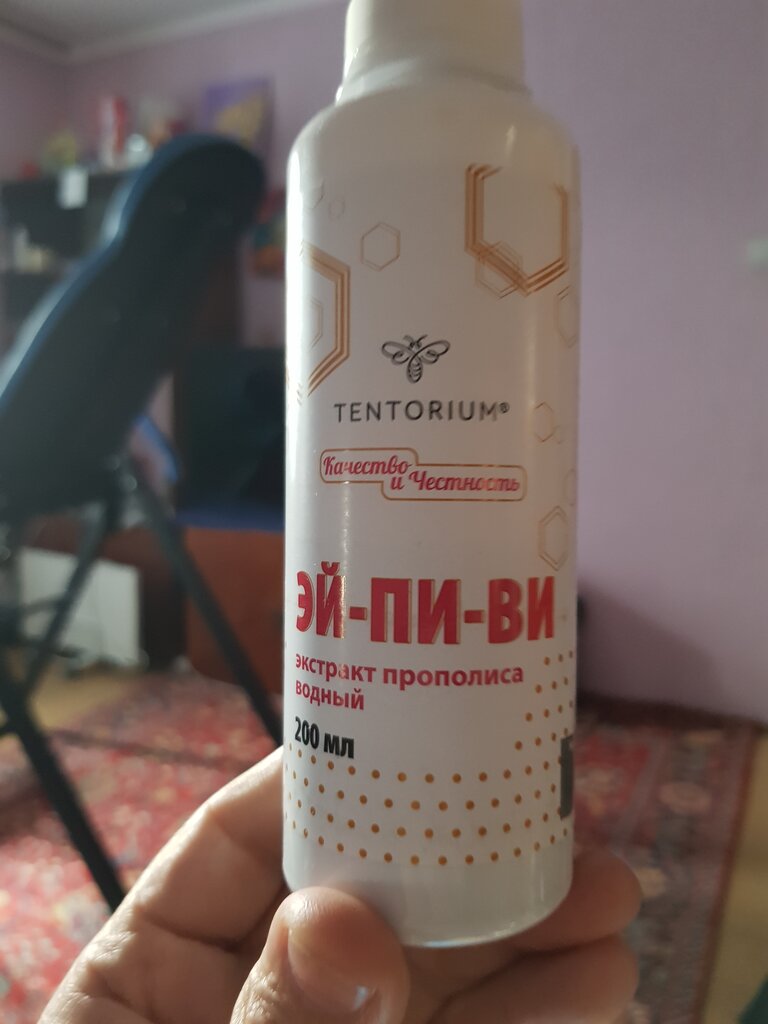 TENTORIUM®
Качество
и Честность
ЭЙ-ПИ-ВИ
экстракт прополиса
водный
200 мл